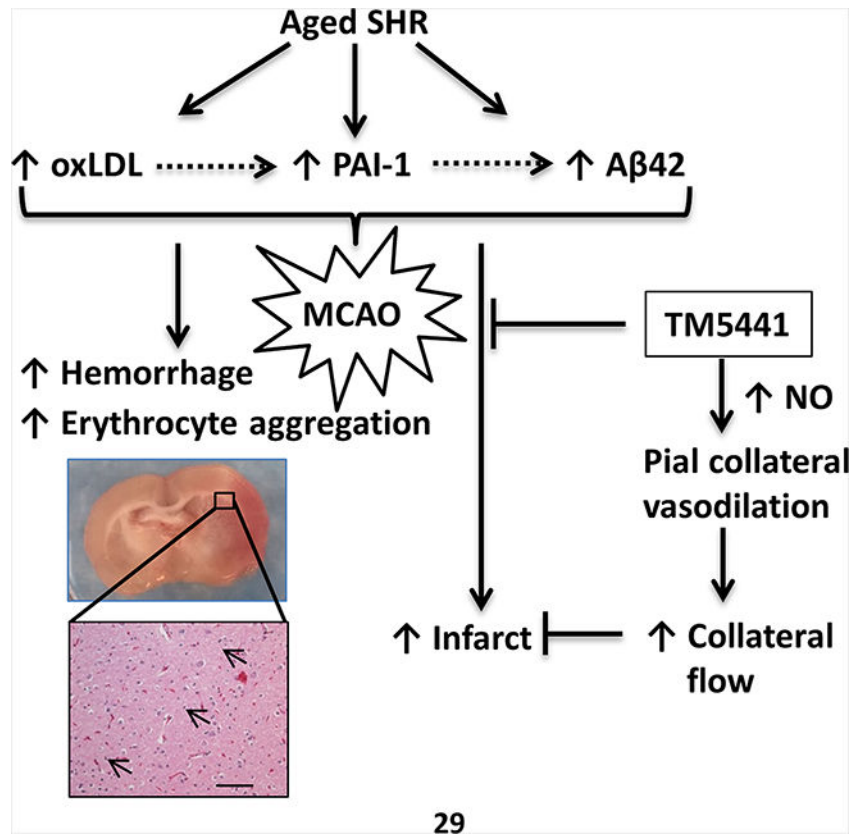 Aged SHR
↑ oxLDL
↑ PAI-1
↑ Aβ42
MCAO
TM5441
↑ Hemorrhage
↑ Erythrocyte aggregation
↑ NO
Pial collateral
vasodilation
↑ Infarct
↑ Collateral
flow
29